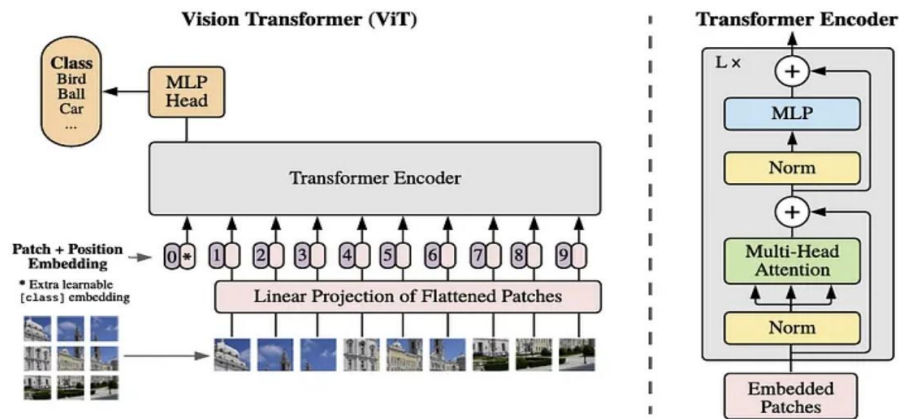 Vision Transformer (ViT)
Class
Bird
Ball
Car
...
MLP
Head
Transformer Encoder
Patch + Position
Embedding
0 * 1 2 3 4 5 6 7 8 9
* Extra learnable
[class] embedding
Linear Projection of Flattened Patches
Transformer Encoder
L ×
+
MLP
Norm
+
Multi-Head
Attention
Norm
Embedded
Patches